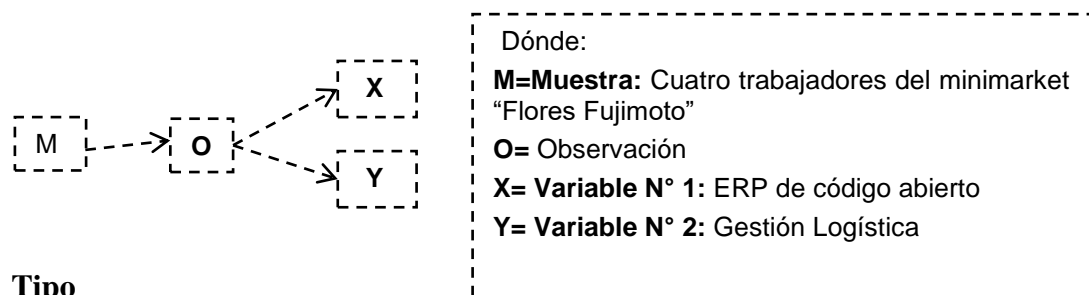 M
O
X
Y
Dónde:
M=Muestra: Cuatro trabajadores del minimarket
“Flores Fujimoto”
O= Observación
X= Variable N° 1: ERP de código abierto
Y= Variable N° 2: Gestión Logística
Tipo